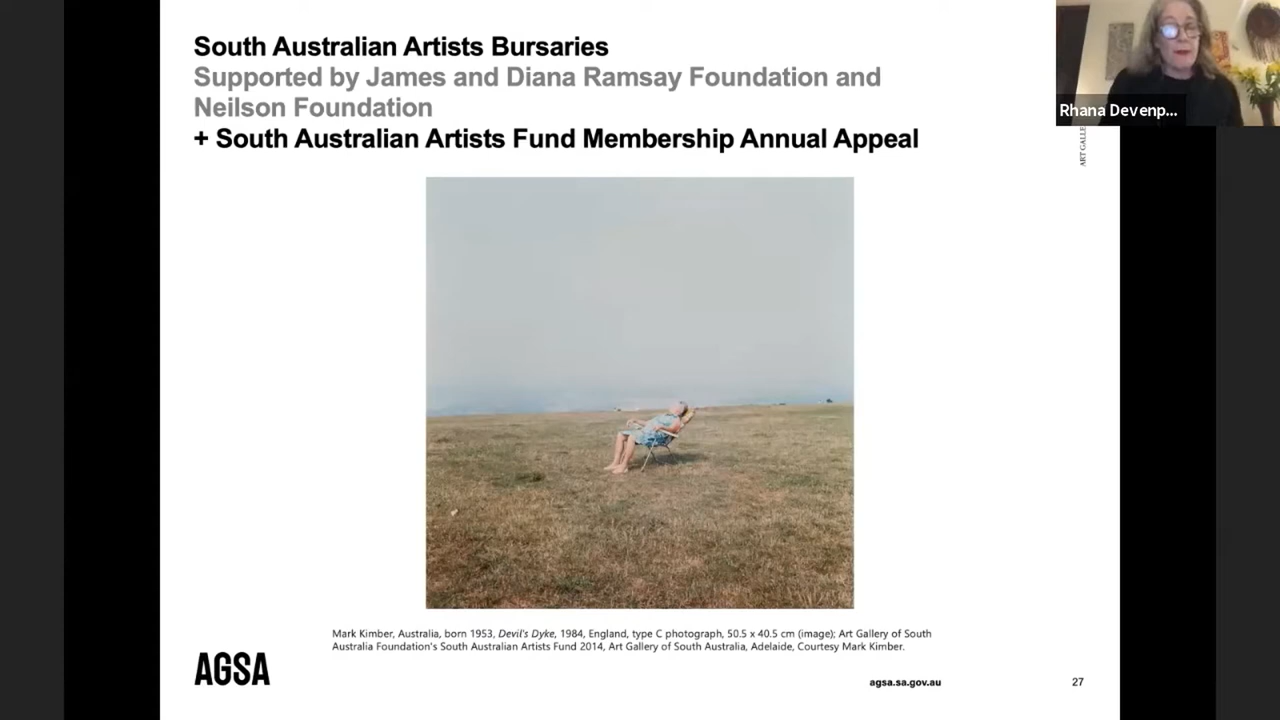 South Australian Artists Bursaries
Supported by James and Diana Ramsay Foundation and
Neilson Foundation
+ South Australian Artists Fund Membership Annual Appeal
Rhana Devenp...
ART GALLE
Mark Kimber, Australia, born 1953, Devil's Dyke, 1984, England, type C photograph, 50.5 x 40.5 cm (image); Art Gallery of South
Australia Foundation's South Australian Artists Fund 2014, Art Gallery of South Australia, Adelaide, Courtesy Mark Kimber.
AGSA
agsa.sa.gov.au
27